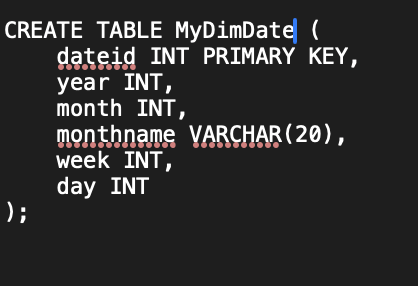 CREATE TABLE MyDimDate (
    dateid INT PRIMARY KEY,
    year INT,
    month INT,
    monthname VARCHAR(20),
    week INT,
    day INT
);